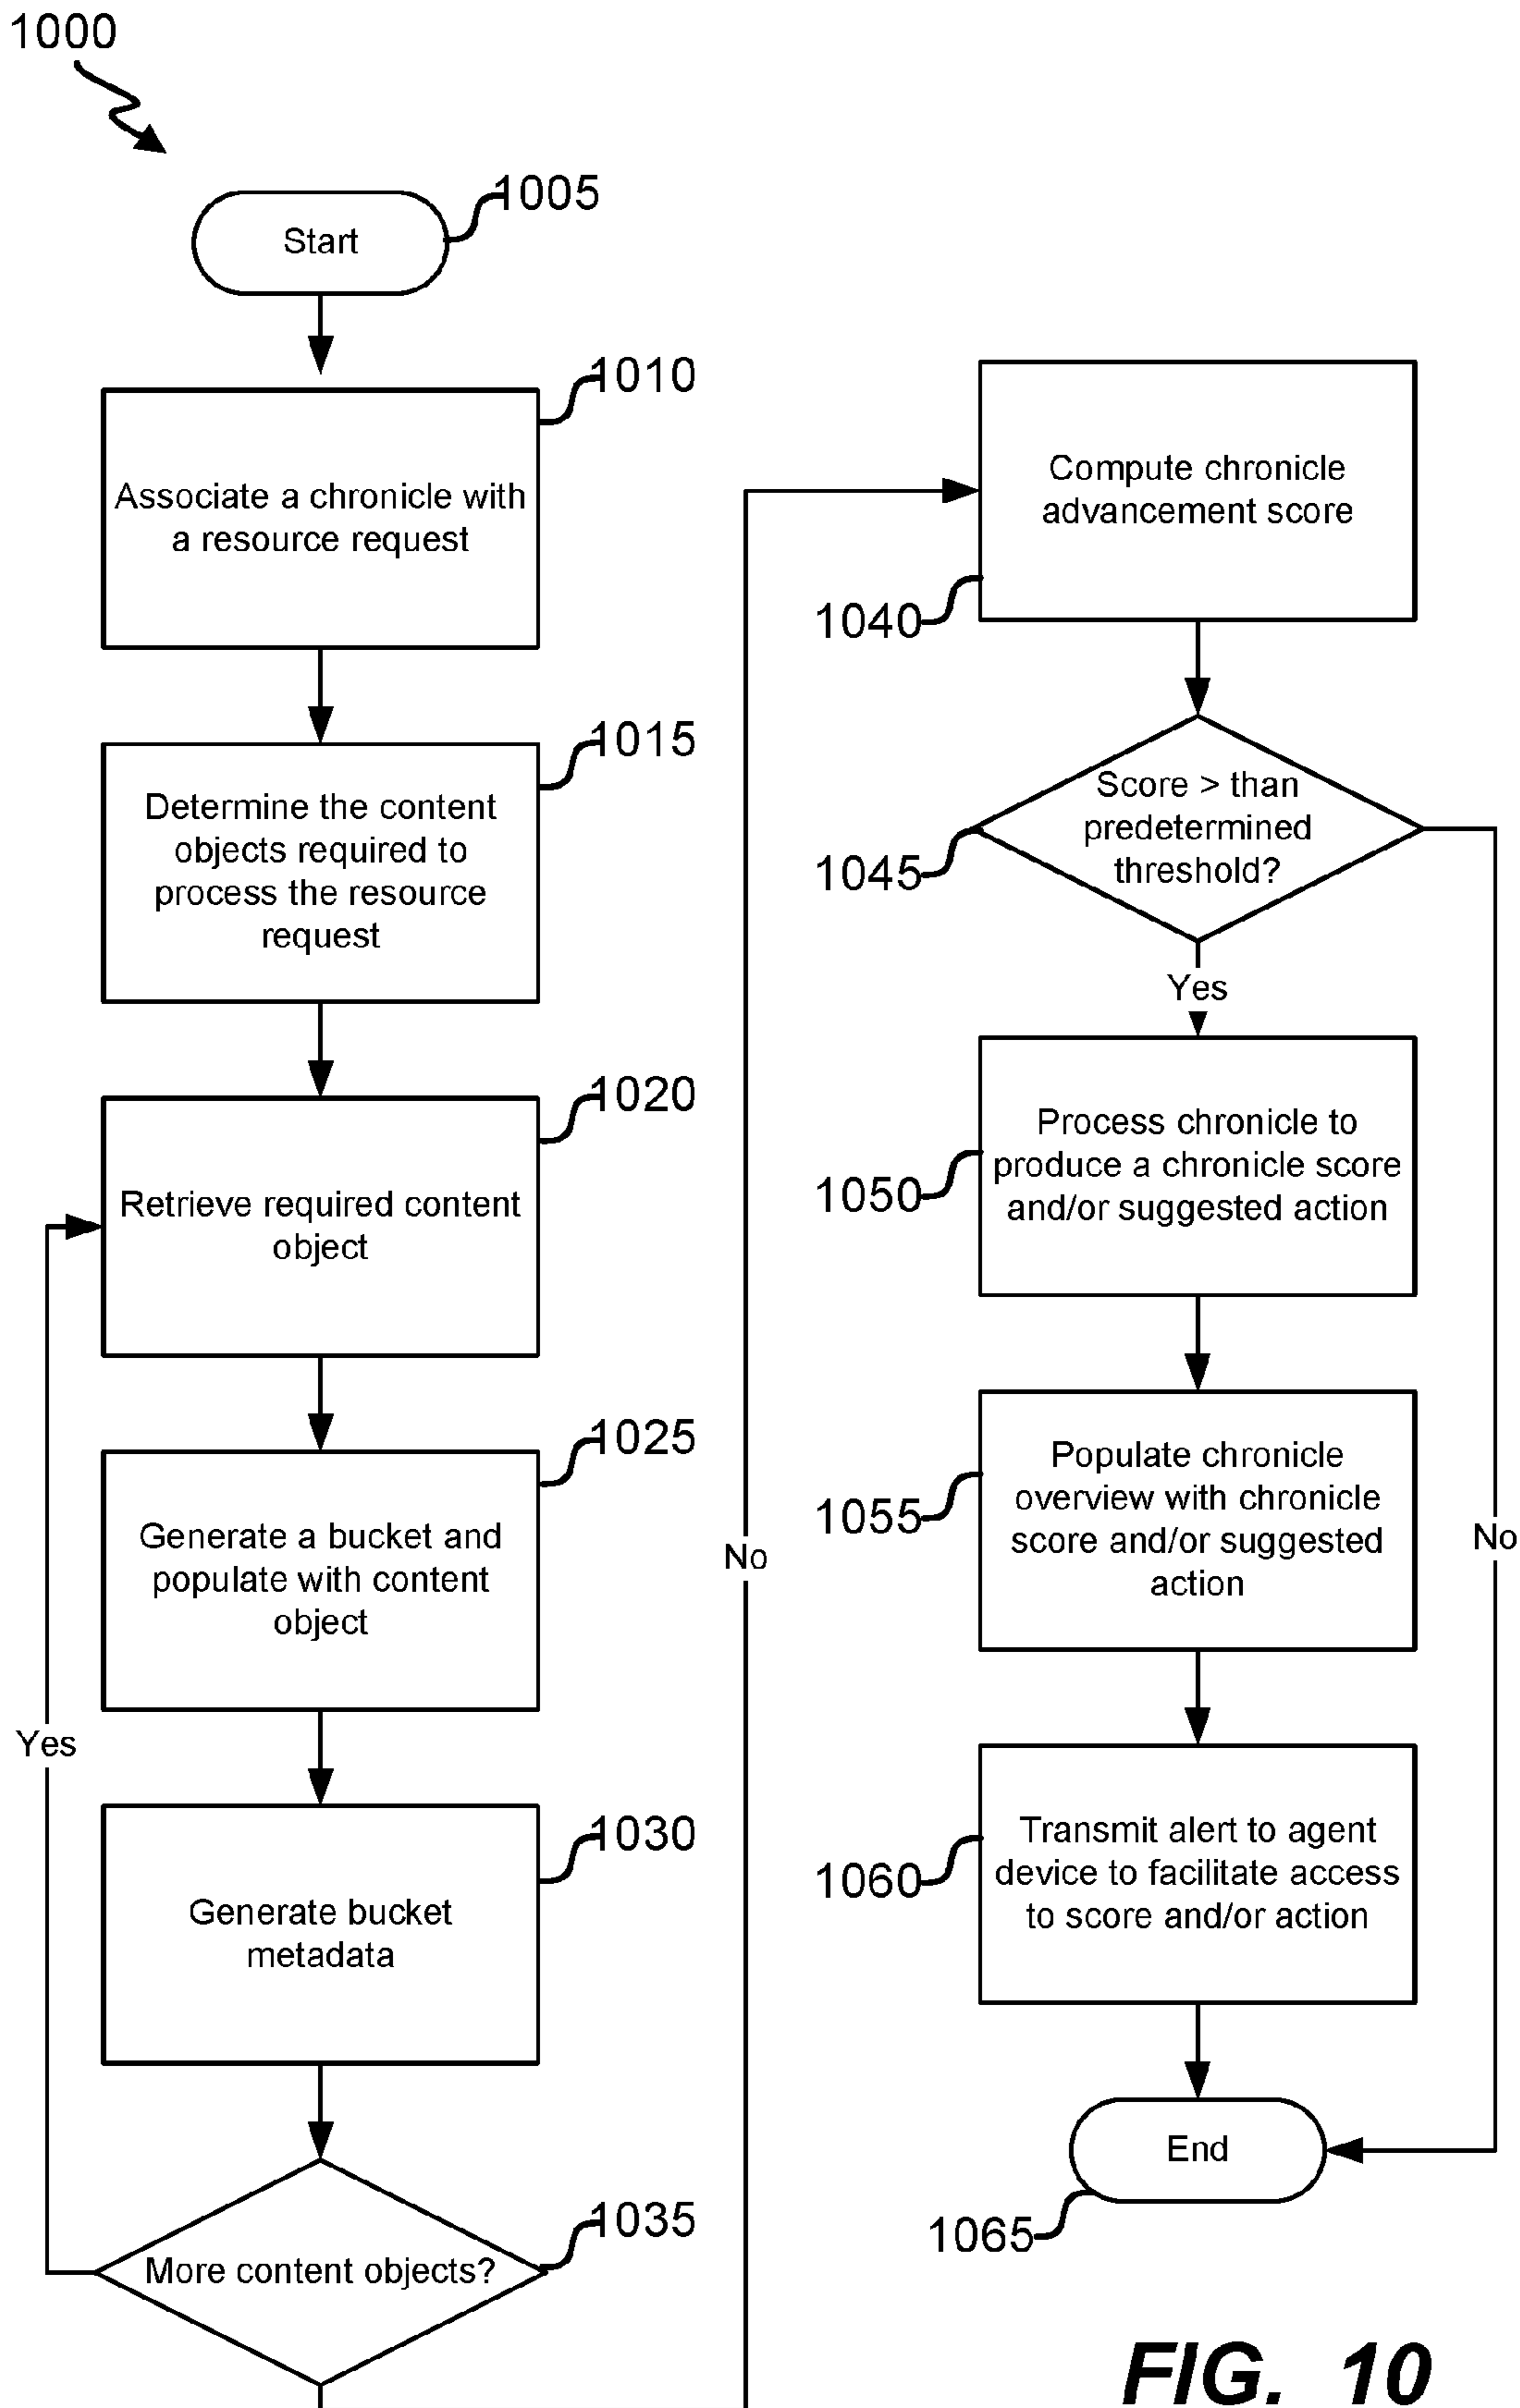 1000
1005
Start
1010
Associate a chronicle with
a resource request
1015
Determine the content
objects required to
process the resource
request
1020
Retrieve required content
object
1025
Generate a bucket and
populate with content
object
Yes
1030
Generate bucket
metadata
1035
More content objects?
No
Compute chronicle
advancement score
1040
Score > than
predetermined
threshold?
1045
Yes
Process chronicle to
produce a chronicle score
and/or suggested action
1050
Populate chronicle
overview with chronicle
score and/or suggested
action
1055
No
Transmit alert to agent
device to facilitate access
to score and/or action
1060
End
1065
FIG. 10